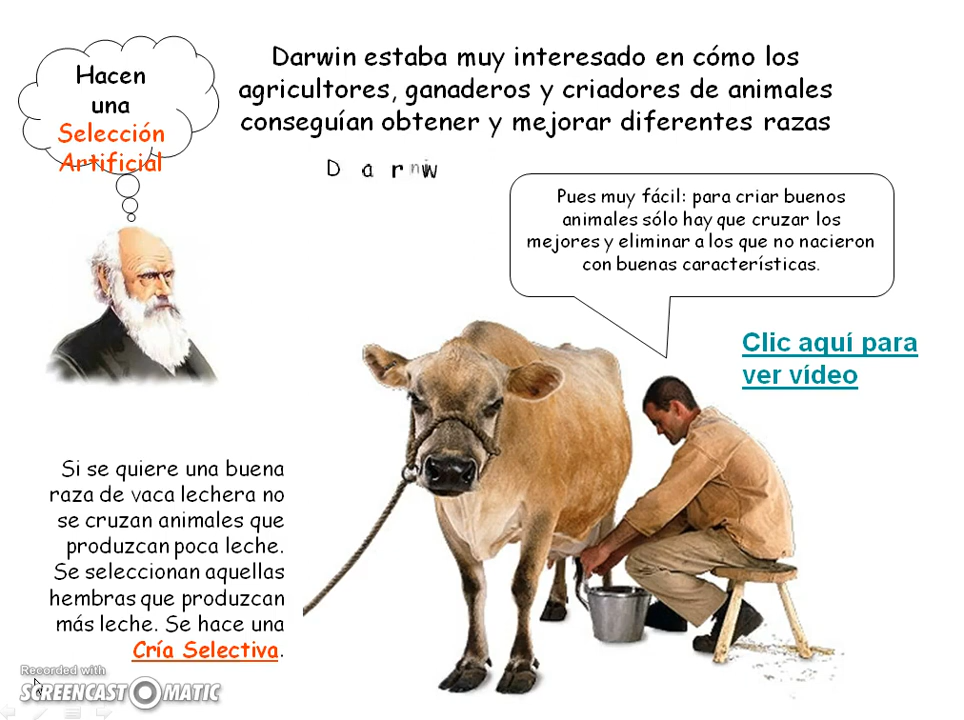 Hacen
una
Selección
Artificial
Darwin estaba muy interesado en cómo los
agricultores, ganaderos y criadores de animales
conseguían obtener y mejorar diferentes razas
D a r w
Pues muy fácil: para criar buenos
animales sólo hay que cruzar los
mejores y eliminar a los que no nacieron
con buenas características.
Clic aquí para
ver vídeo
Si se quiere una buena
raza de vaca lechera no
se cruzan animales que
produzcan poca leche.
Se seleccionan aquellas
hembras que produzcan
más leche. Se hace una
Cría Selectiva.
Recorded with
SCREENCAST-O-MATIC